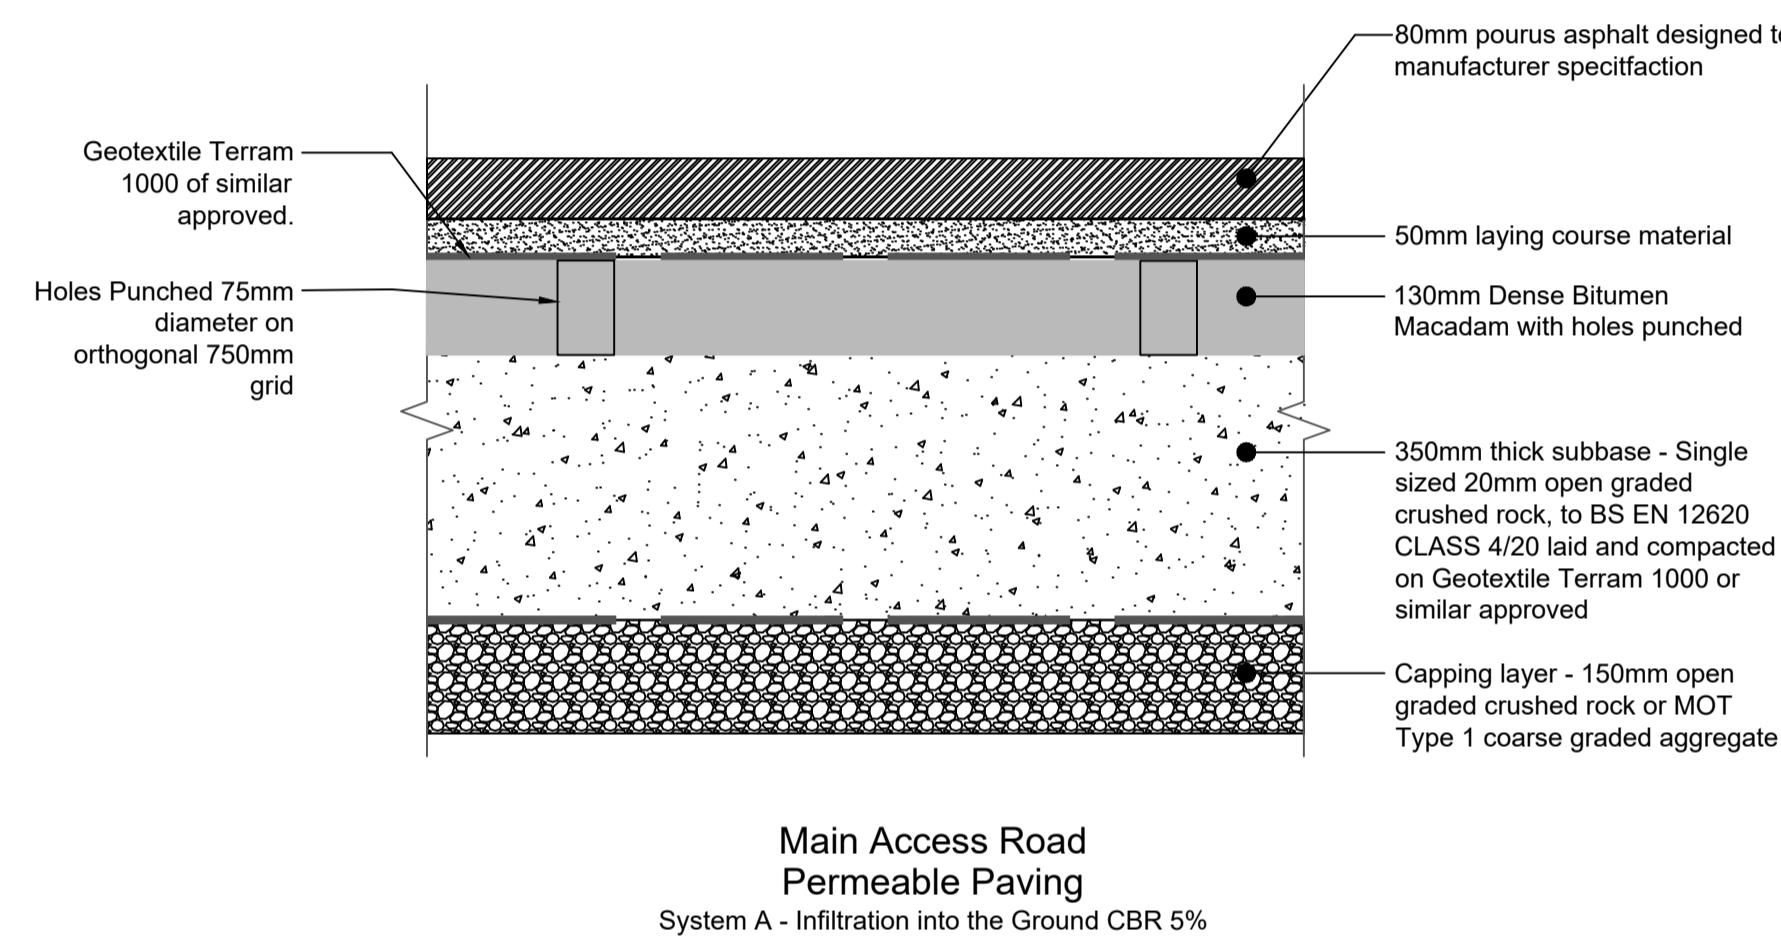 80mm pourus asphalt designed
manufacturer specitfaction
Geotextile Terram
1000 of similar
approved.
50mm laying course material
Holes Punched 75mm
diameter on
orthogonal 750mm
grid
130mm Dense Bitumen
Macadam with holes punched
350mm thick subbase - Single
sized 20mm open graded
crushed rock, to BS EN 12620
CLASS 4/20 laid and compacted
on Geotextile Terram 1000 or
similar approved
Capping layer - 150mm open
graded crushed rock or MOT
Type 1 coarse graded aggregate
Main Access Road
Permeable Paving
System A - Infiltration into the Ground CBR 5%